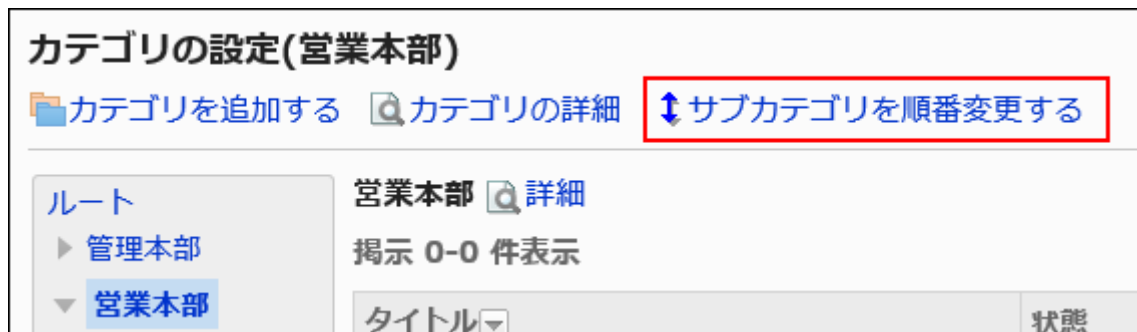 カテゴリの設定(営業本部)
カテゴリを追加する カテゴリの詳細 サブカテゴリを順番変更する
ルート
管理本部
営業本部
営業本部 詳細
掲示 0-0 件表示
タイトル 状態